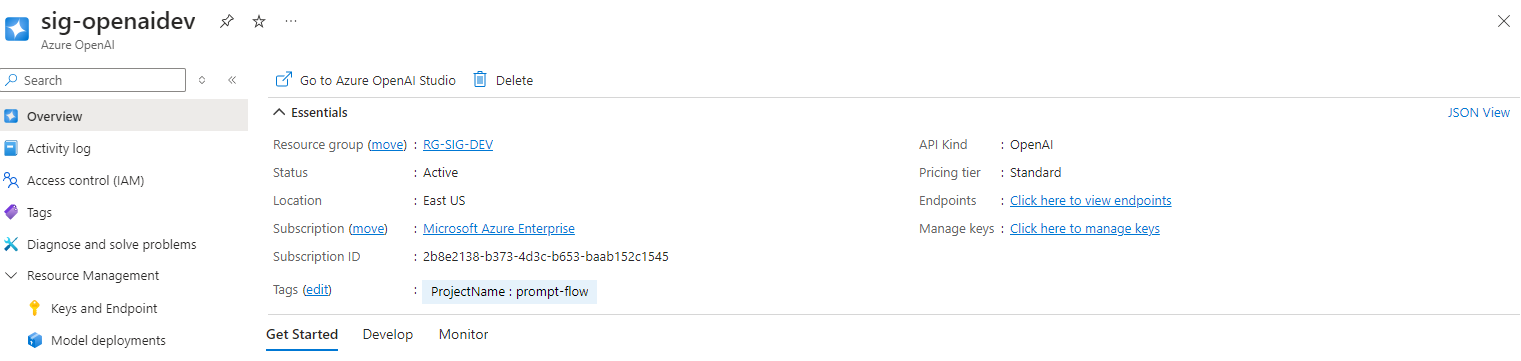 sig-openaidev
Azure OpenAI
Search
Overview
Activity log
Access control (IAM)
Tags
Diagnose and solve problems
Resource Management
Keys and Endpoint
Model deployments
Go to Azure OpenAI Studio Delete
Essentials JSON View
Resource group (move) : RG-SIG-DEV
Status : Active
Location : East US
Subscription (move) : Microsoft Azure Enterprise
Subscription ID : 2b8e2138-b373-4d3c-b653-baab152c1545
Tags (edit) : ProjectName : prompt-flow
API Kind : OpenAI
Pricing tier : Standard
Endpoints : Click here to view endpoints
Manage keys : Click here to manage keys
Get Started Develop Monitor